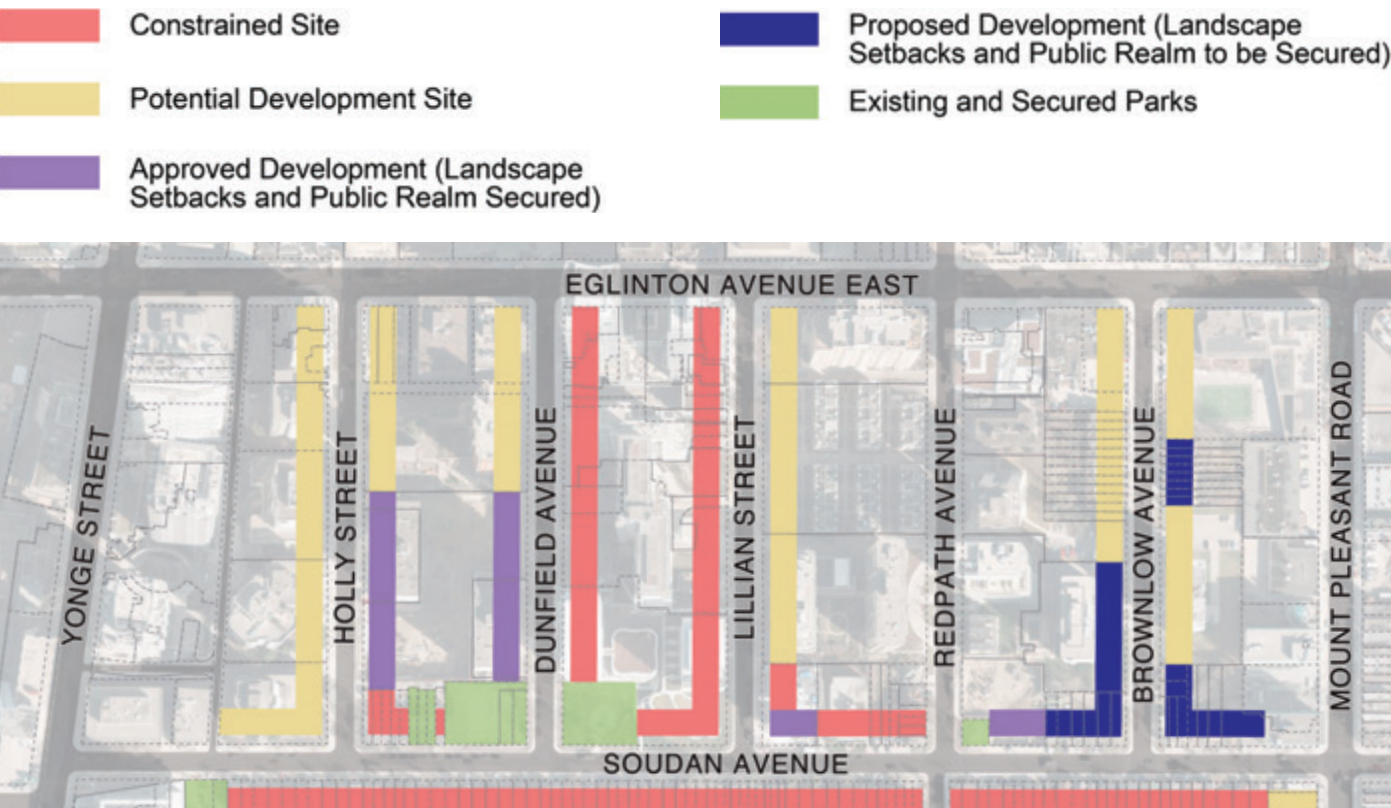 Constrained Site
Potential Development Site
Approved Development (Landscape
Setbacks and Public Realm Secured)
Proposed Development (Landscape
Setbacks and Public Realm to be Secured)
Existing and Secured Parks
EGLINTON AVENUE EAST
YONGE STREET
HOLLY STREET
DUNFIELD AVENUE
LILLIAN STREET
REDPATH AVENUE
BROWNLOW AVENUE
MOUNT PLEASANT ROAD
SOUDAN AVENUE